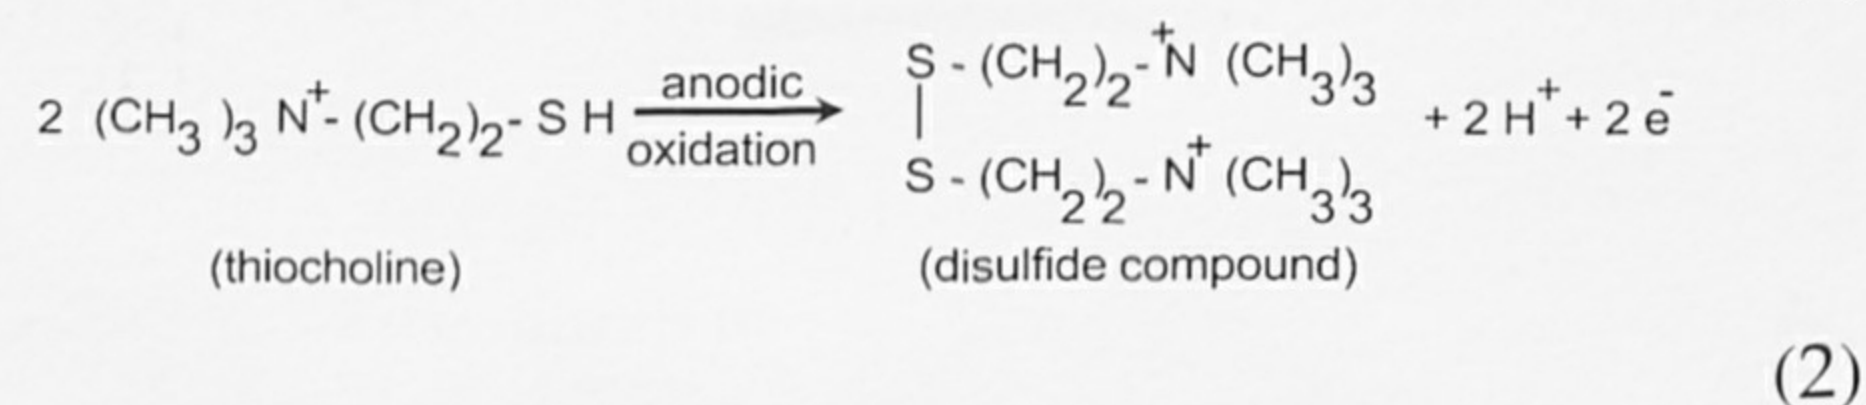 S - (CH₂)₂ - ⁺N (CH₃)₃
2 (CH₃ )₃ N⁺- (CH₂)₂- S H anodic oxidation | + 2 H⁺ + 2 e⁻
S - (CH₂)₂ - N⁺ (CH₃)₃
(thiocholine) (disulfide compound)
(2)